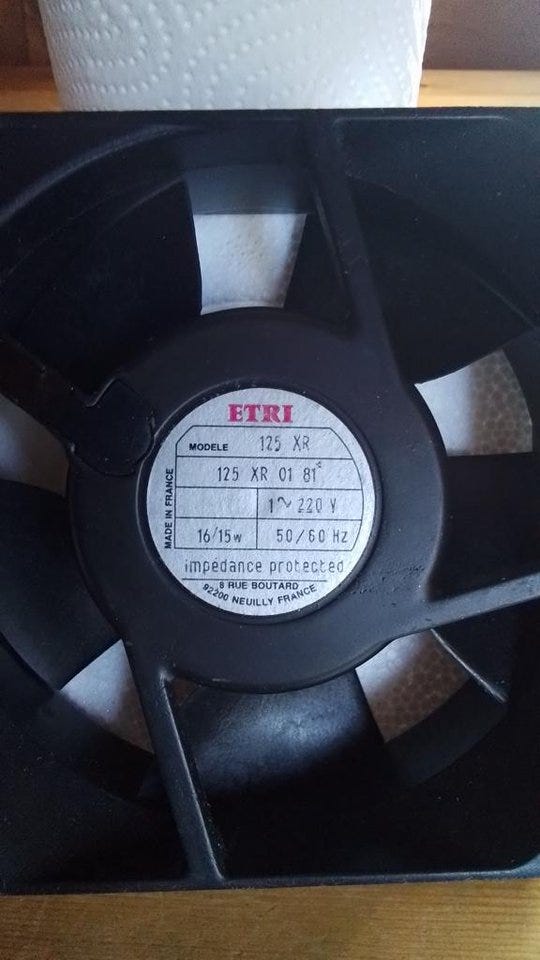 ETRI
MODELE 125 XR
125 XR 01 81
1~ 220 V
16/15w 50/60 Hz
impédance protected
8 RUE BOUTARD
92200 NEUILLY FRANCE
MADE IN FRANCE